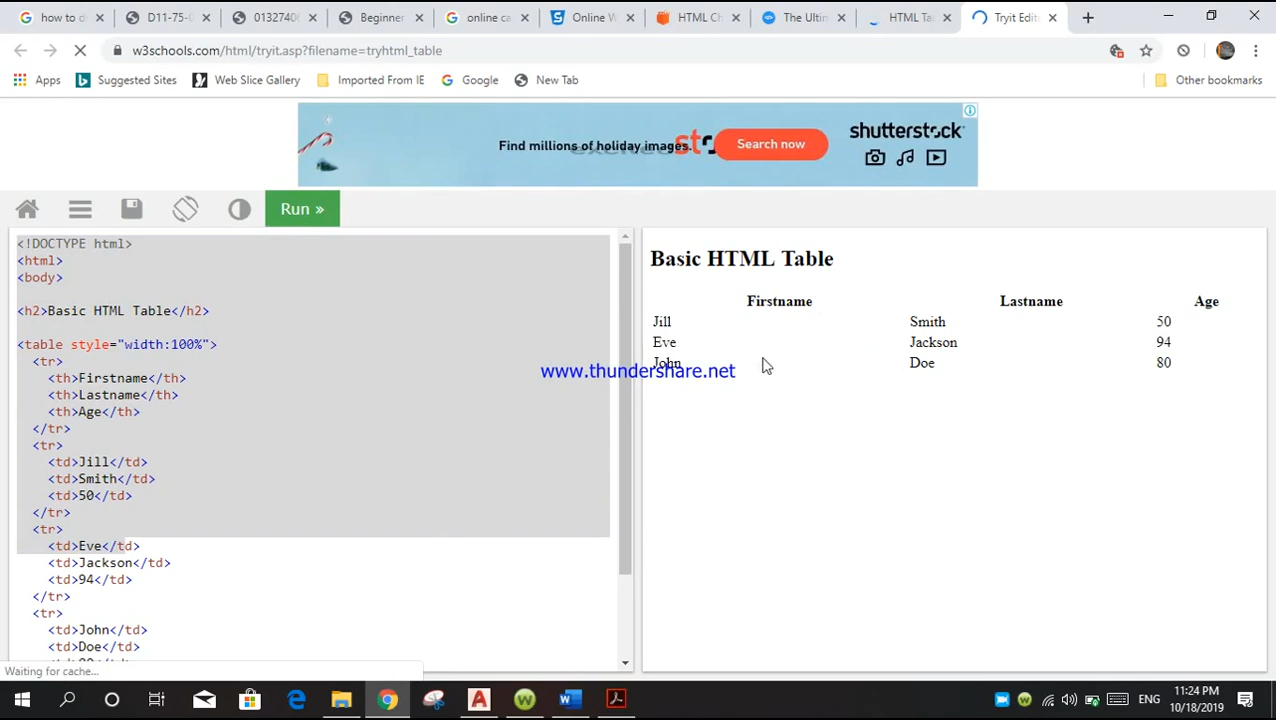 how to d
D11-75-C
0132740
Beginner
online ca
Online W
HTML Ch
The Ulti
HTML Ta
Tryit Edit
w3schools.com/html/tryit.asp?filename=tryhtml_table
Apps
Suggested Sites
Web Slice Gallery
Imported From IE
Google
New Tab
Other bookmarks
Find millions of holiday images.
Search now
shutterstock
Run »
<!DOCTYPE html>
<html>
<body>
<h2>Basic HTML Table</h2>
<table style="width:100%">
<tr>
<th>Firstname</th>
<th>Lastname</th>
<th>Age</th>
</tr>
<tr>
<td>Jill</td>
<td>Smith</td>
<td>50</td>
</tr>
<tr>
<td>Eve</td>
<td>Jackson</td>
<td>94</td>
</tr>
<tr>
<td>John</td>
<td>Doe</td>
Basic HTML Table
Firstname Lastname Age
Jill Smith 50
Eve Jackson 94
John Doe 80
www.thundershare.net
Waiting for cache...
ENG
11:24 PM
10/18/2019